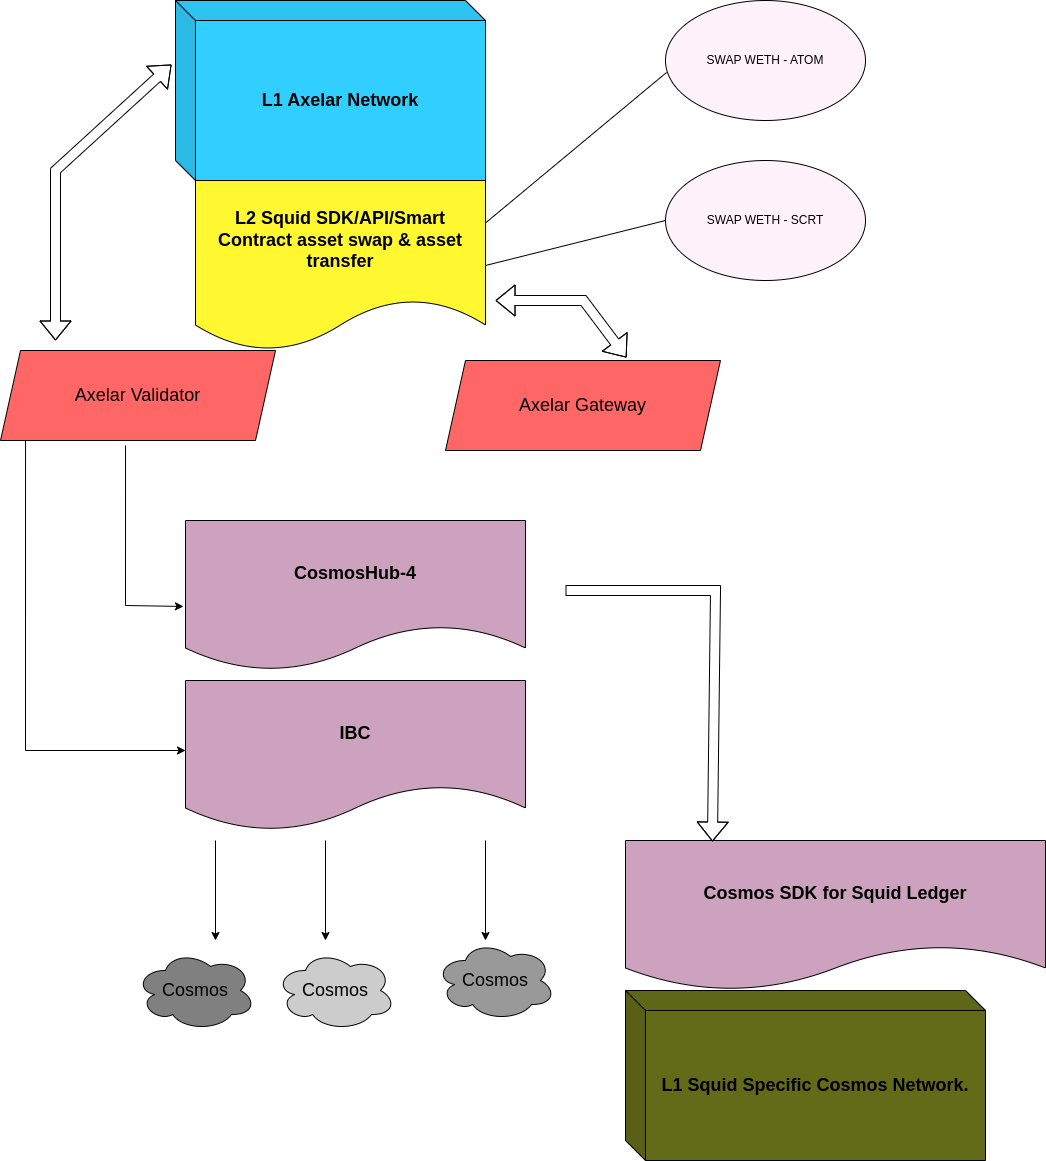 SWAP WETH - ATOM
L1 Axelar Network
L2 Squid SDK/API/Smart
Contract asset swap & asset
transfer
SWAP WETH - SCRT
Axelar Validator
Axelar Gateway
CosmosHub-4
IBC
Cosmos SDK for Squid Ledger
Cosmos
Cosmos
Cosmos
L1 Squid Specific Cosmos Network.